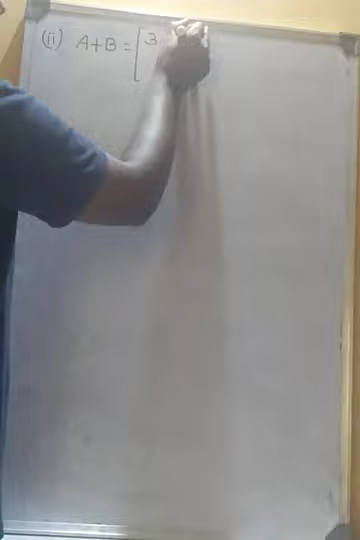 (ii) A+B = [ 3